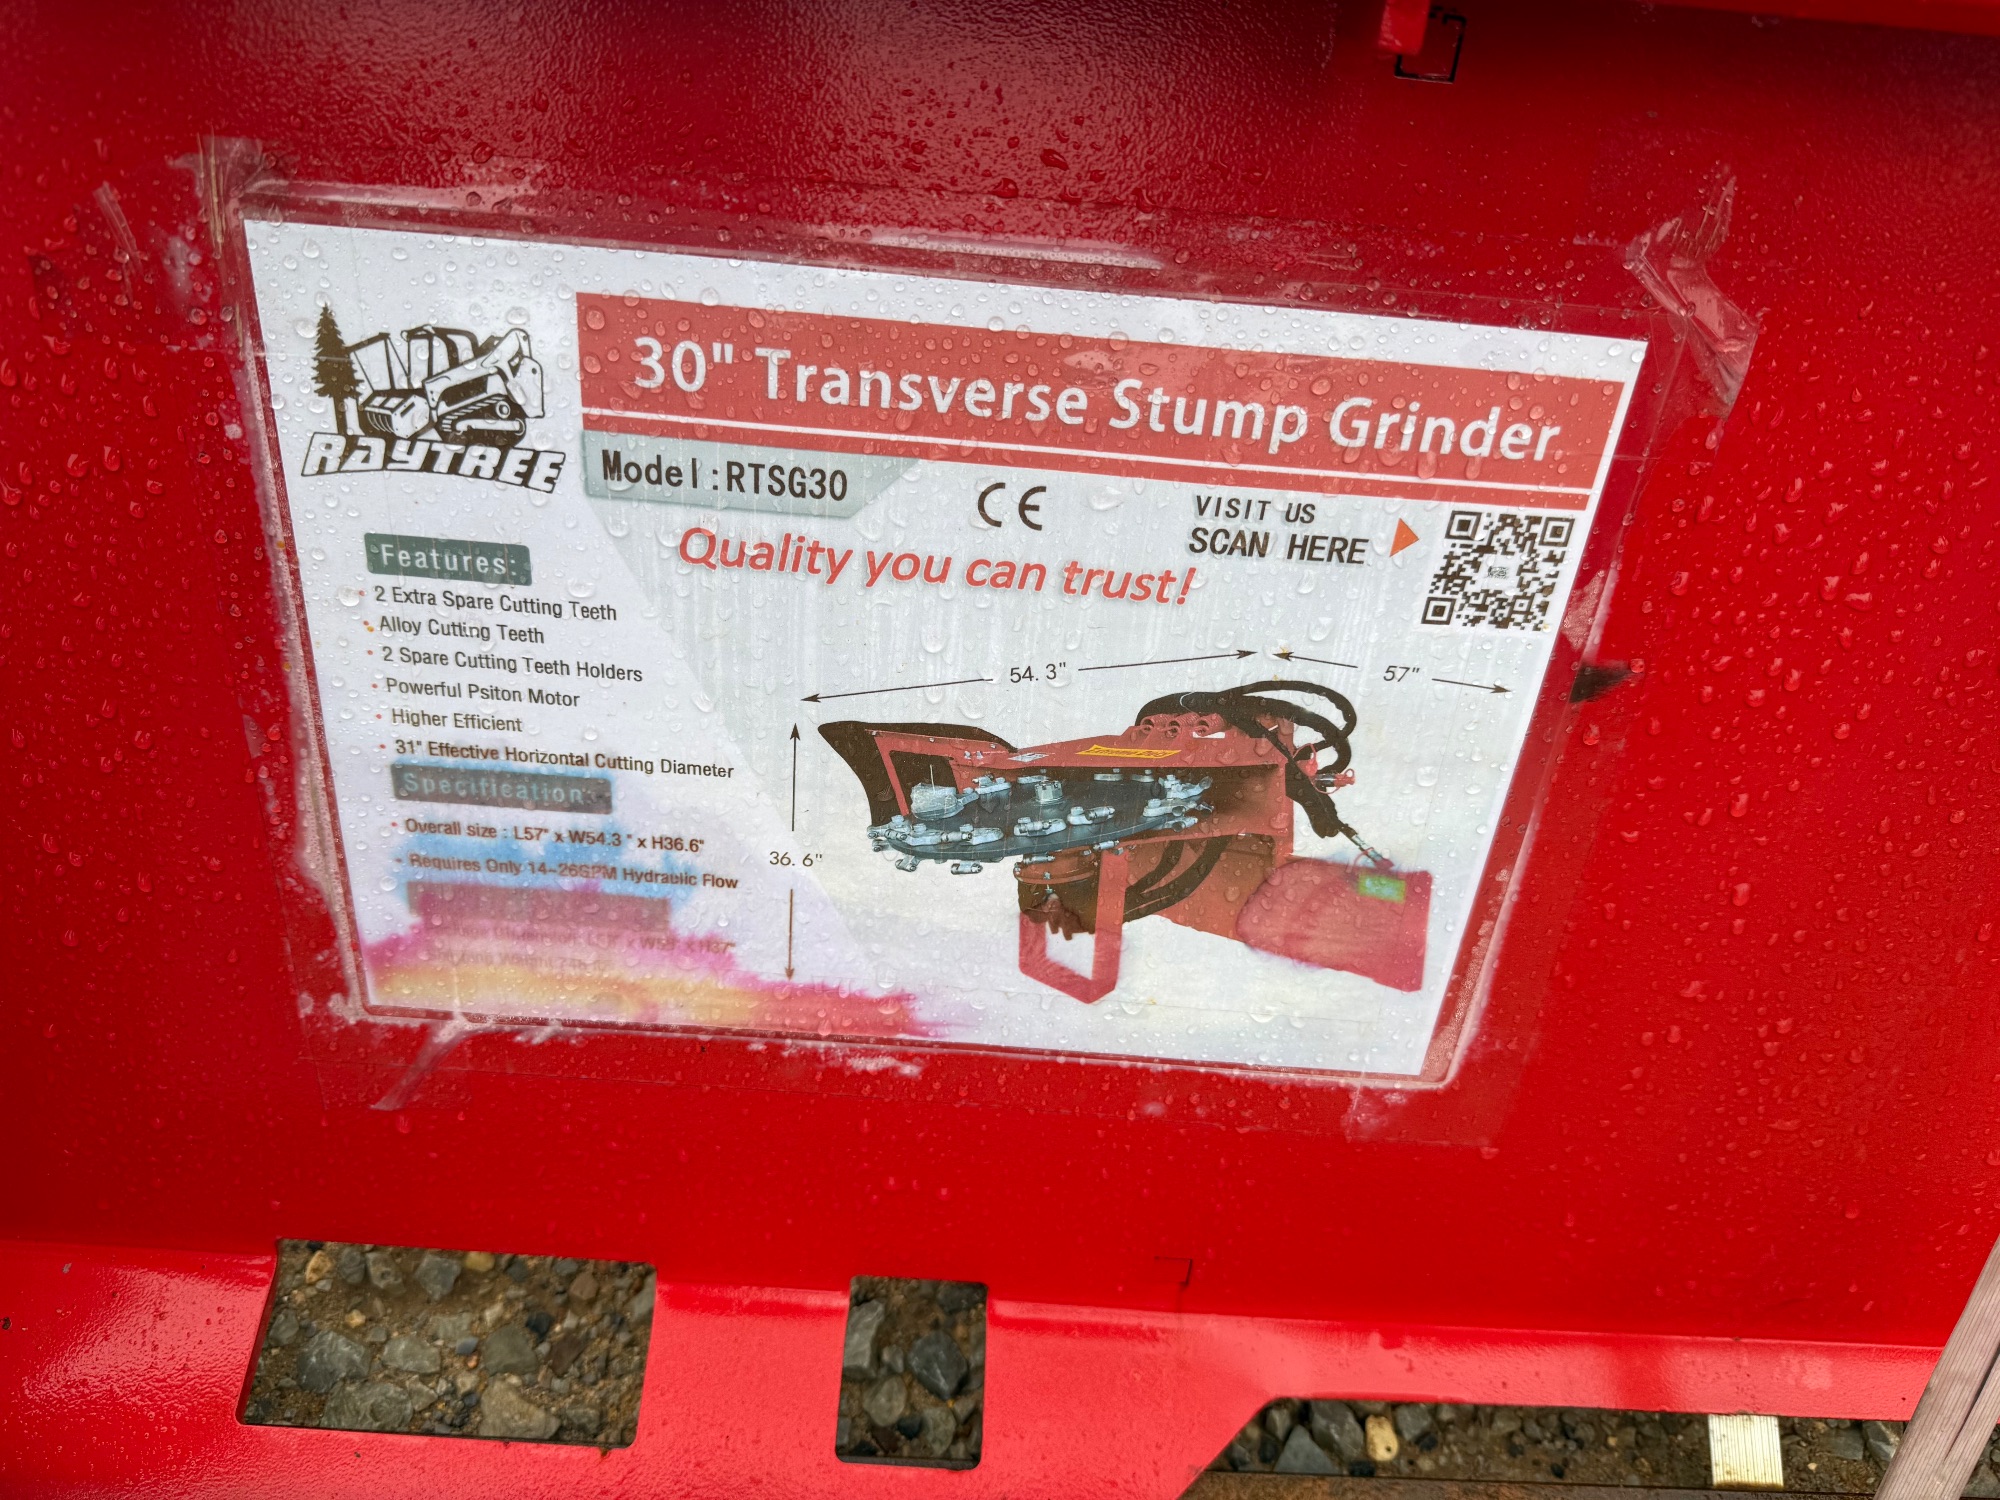 RAYTREE
30" Transverse Stump Grinder
Model:RTSG30
CE
VISIT US
SCAN HERE
Quality you can trust!
Features:
2 Extra Spare Cutting Teeth
Alloy Cutting Teeth
2 Spare Cutting Teeth Holders
Powerful Psiton Motor
Higher Efficient
31" Effective Horizontal Cutting Diameter
Specification:
Overall size : L57" x W54.3 " x H36.6"
Requires Only 14~26GPM Hydraulic Flow
54.3"
57"
36.6"